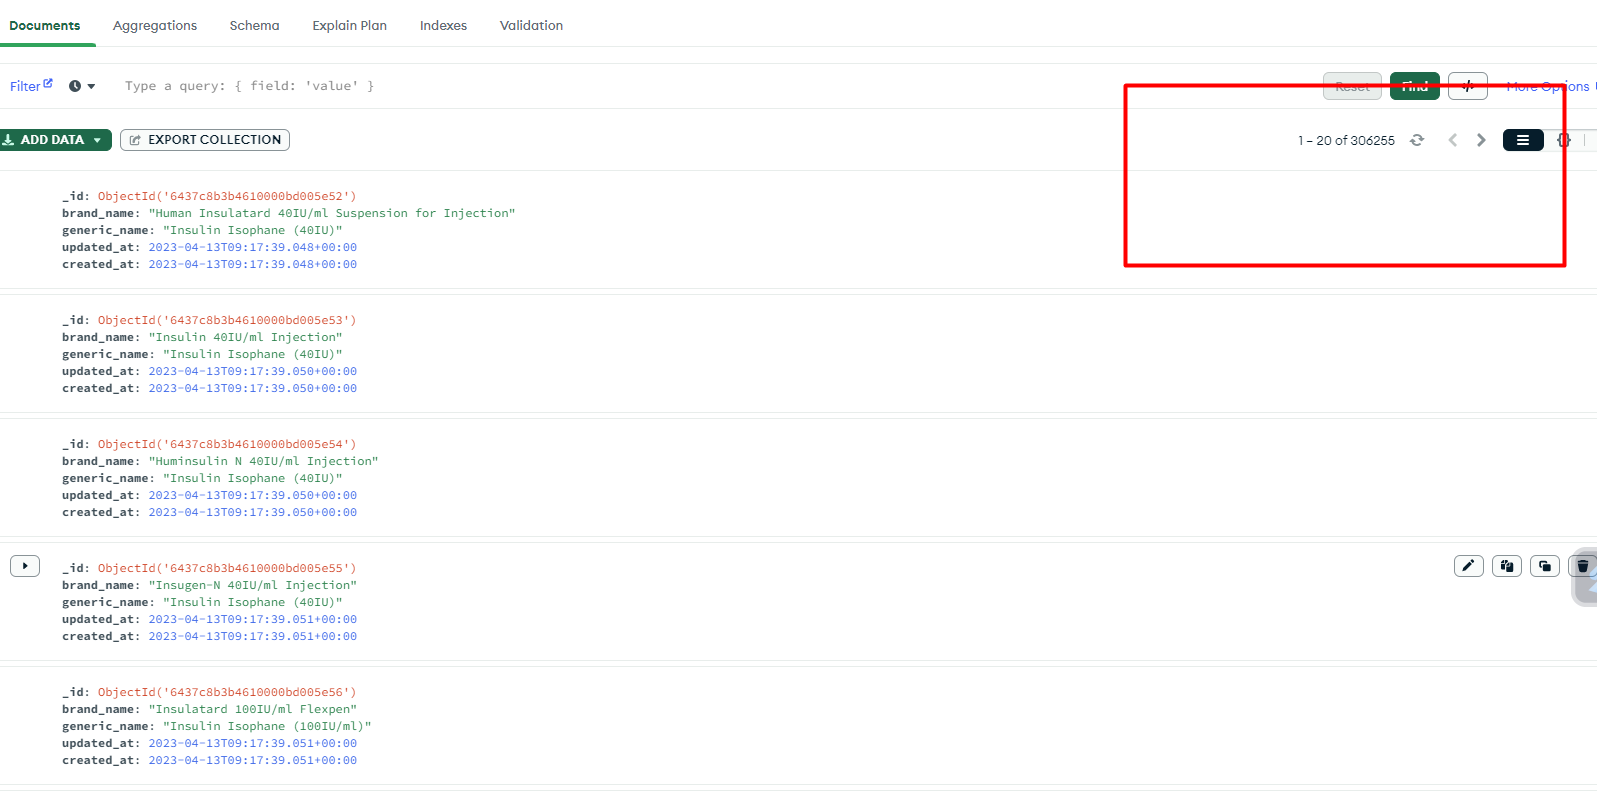 Documents Aggregations Schema Explain Plan Indexes Validation
Filter Type a query: { field: 'value' } Reset Find </> More Options
ADD DATA EXPORT COLLECTION 1 – 20 of 306255 {}
_id: ObjectId('6437c8b3b4610000bd005e52')
brand_name: "Human Insulatard 40IU/ml Suspension for Injection"
generic_name: "Insulin Isophane (40IU)"
updated_at: 2023-04-13T09:17:39.048+00:00
created_at: 2023-04-13T09:17:39.048+00:00
_id: ObjectId('6437c8b3b4610000bd005e53')
brand_name: "Insulin 40IU/ml Injection"
generic_name: "Insulin Isophane (40IU)"
updated_at: 2023-04-13T09:17:39.050+00:00
created_at: 2023-04-13T09:17:39.050+00:00
_id: ObjectId('6437c8b3b4610000bd005e54')
brand_name: "Huminsulin N 40IU/ml Injection"
generic_name: "Insulin Isophane (40IU)"
updated_at: 2023-04-13T09:17:39.050+00:00
created_at: 2023-04-13T09:17:39.050+00:00
_id: ObjectId('6437c8b3b4610000bd005e55')
brand_name: "Insugen-N 40IU/ml Injection"
generic_name: "Insulin Isophane (40IU)"
updated_at: 2023-04-13T09:17:39.051+00:00
created_at: 2023-04-13T09:17:39.051+00:00
_id: ObjectId('6437c8b3b4610000bd005e56')
brand_name: "Insulatard 100IU/ml Flexpen"
generic_name: "Insulin Isophane (100IU/ml)"
updated_at: 2023-04-13T09:17:39.051+00:00
created_at: 2023-04-13T09:17:39.051+00:00